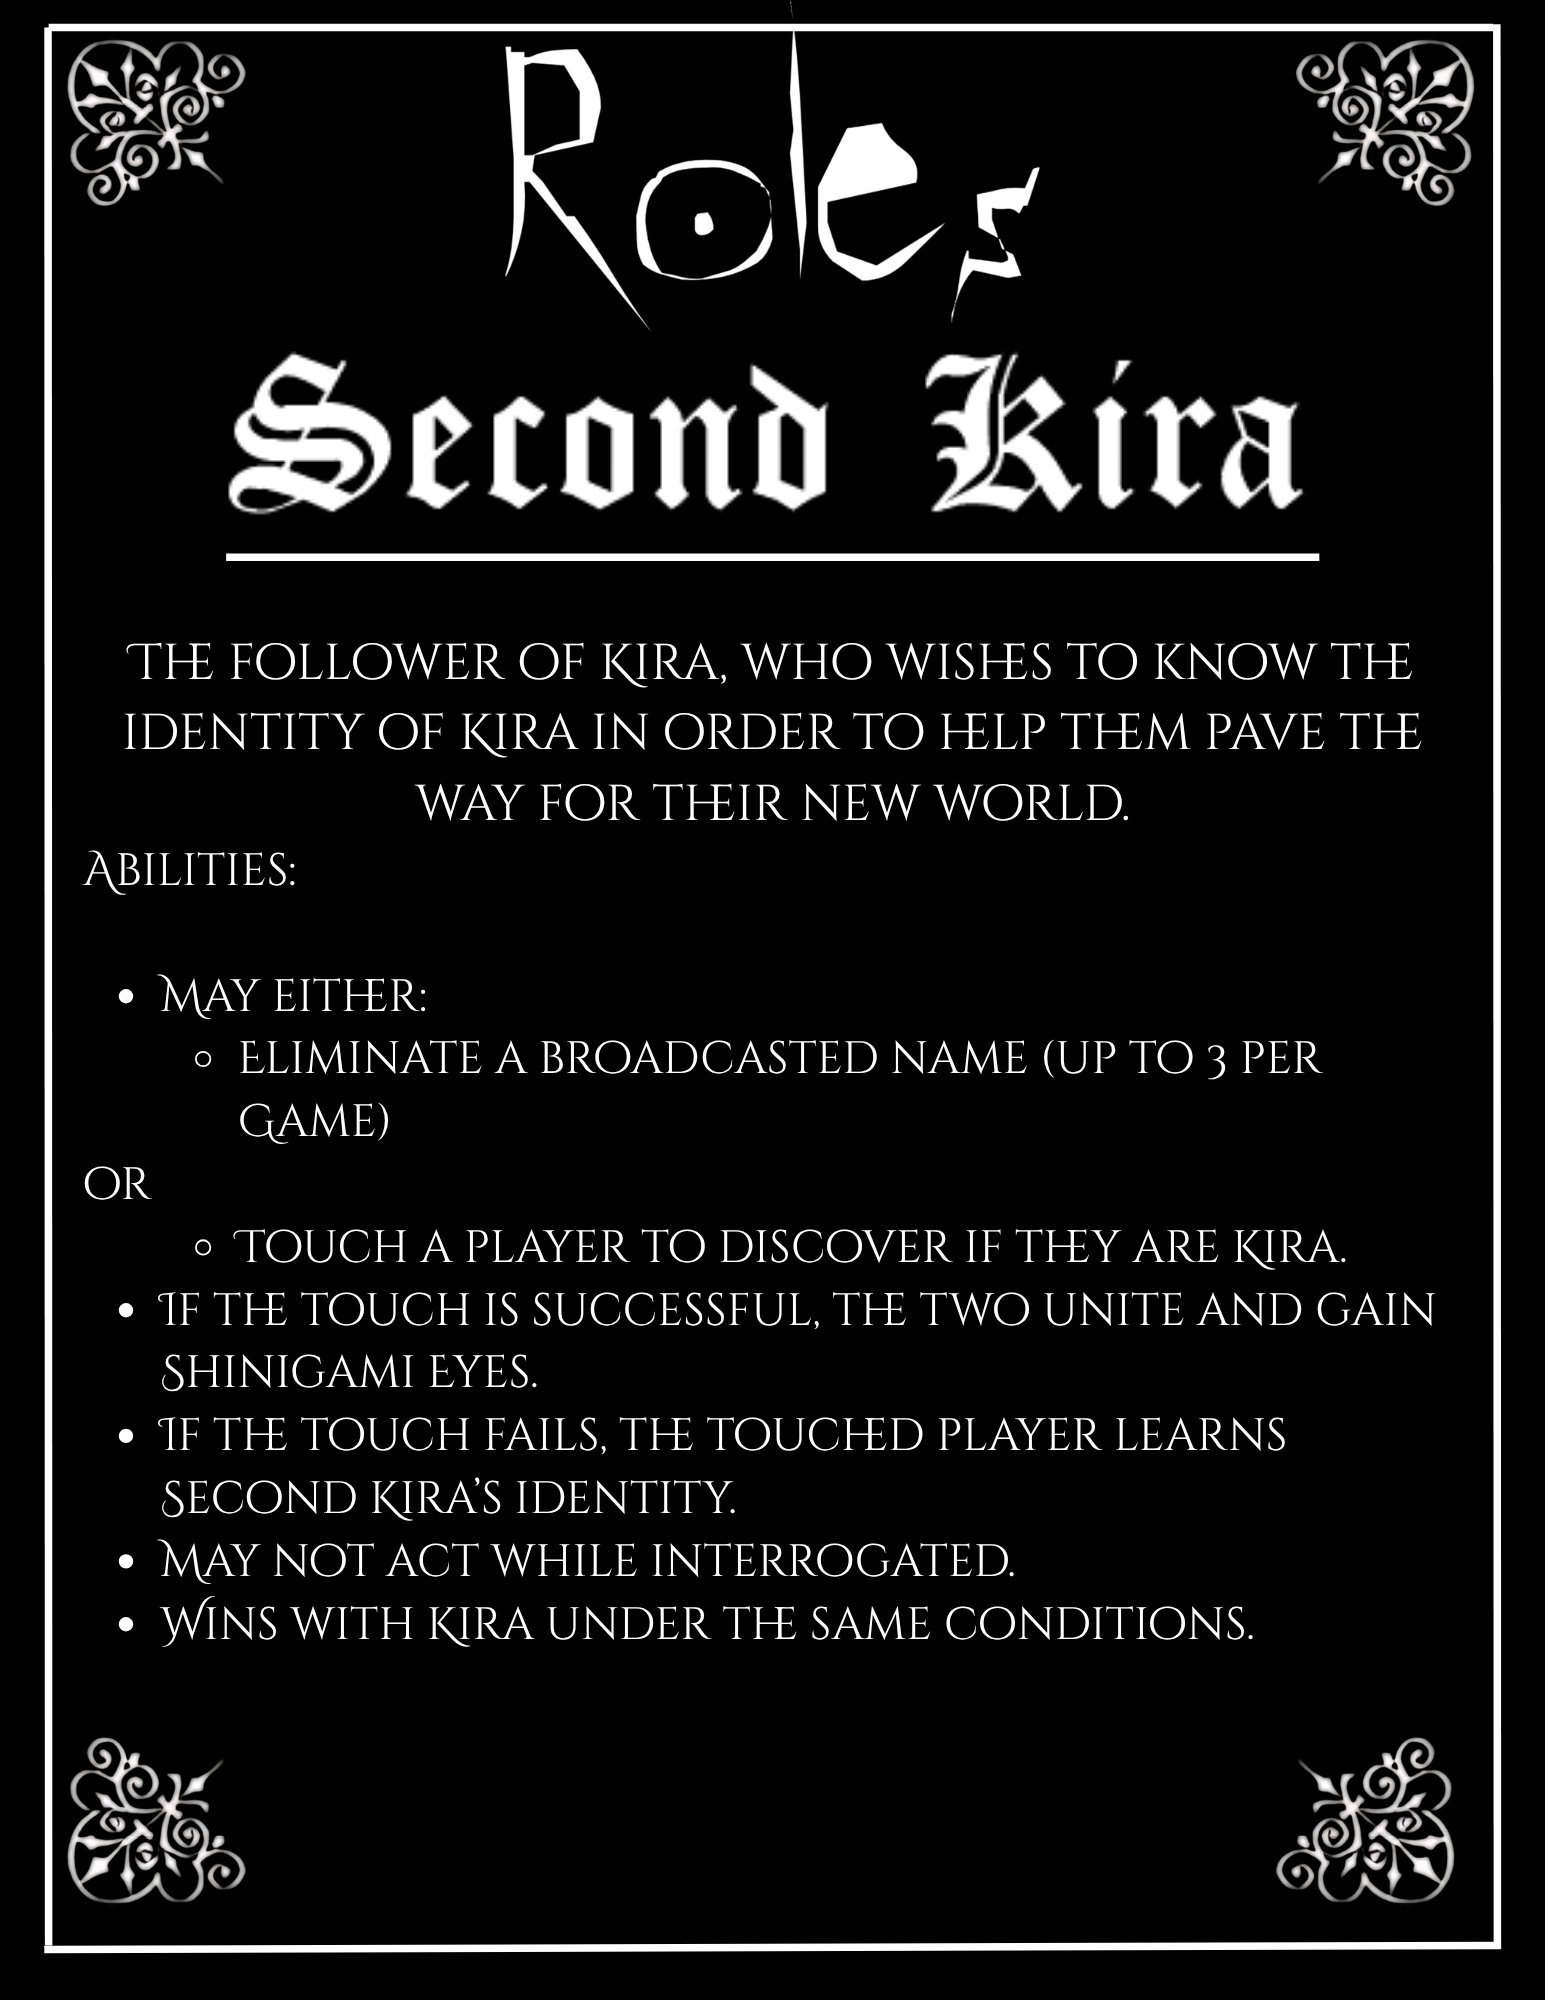 Roles
Second Kira
The follower of Kira, who wishes to know the
identity of Kira in order to help them pave the
way for their new world.
Abilities:
• May either:
◦ Eliminate a broadcasted name (up to 3 per
Game)
or
◦ Touch a player to discover if they are Kira.
• If the touch is successful, the two unite and gain
Shinigami Eyes.
• If the touch fails, the touched player learns
Second Kira’s identity.
• May not act while interrogated.
• Wins with Kira under the same conditions.